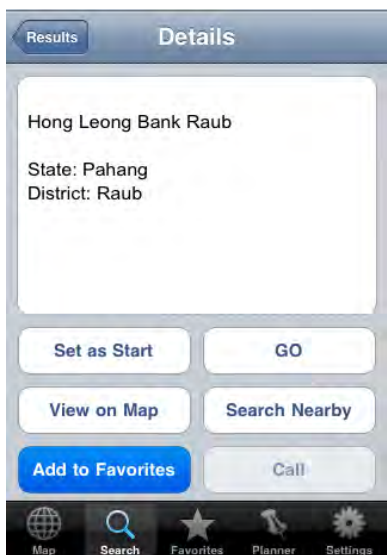 Results
Details
Hong Leong Bank Raub
State: Pahang
District: Raub
Set as Start
GO
View on Map
Search Nearby
Add to Favorites
Call
Map
Search
Favorites
Planner
Settings